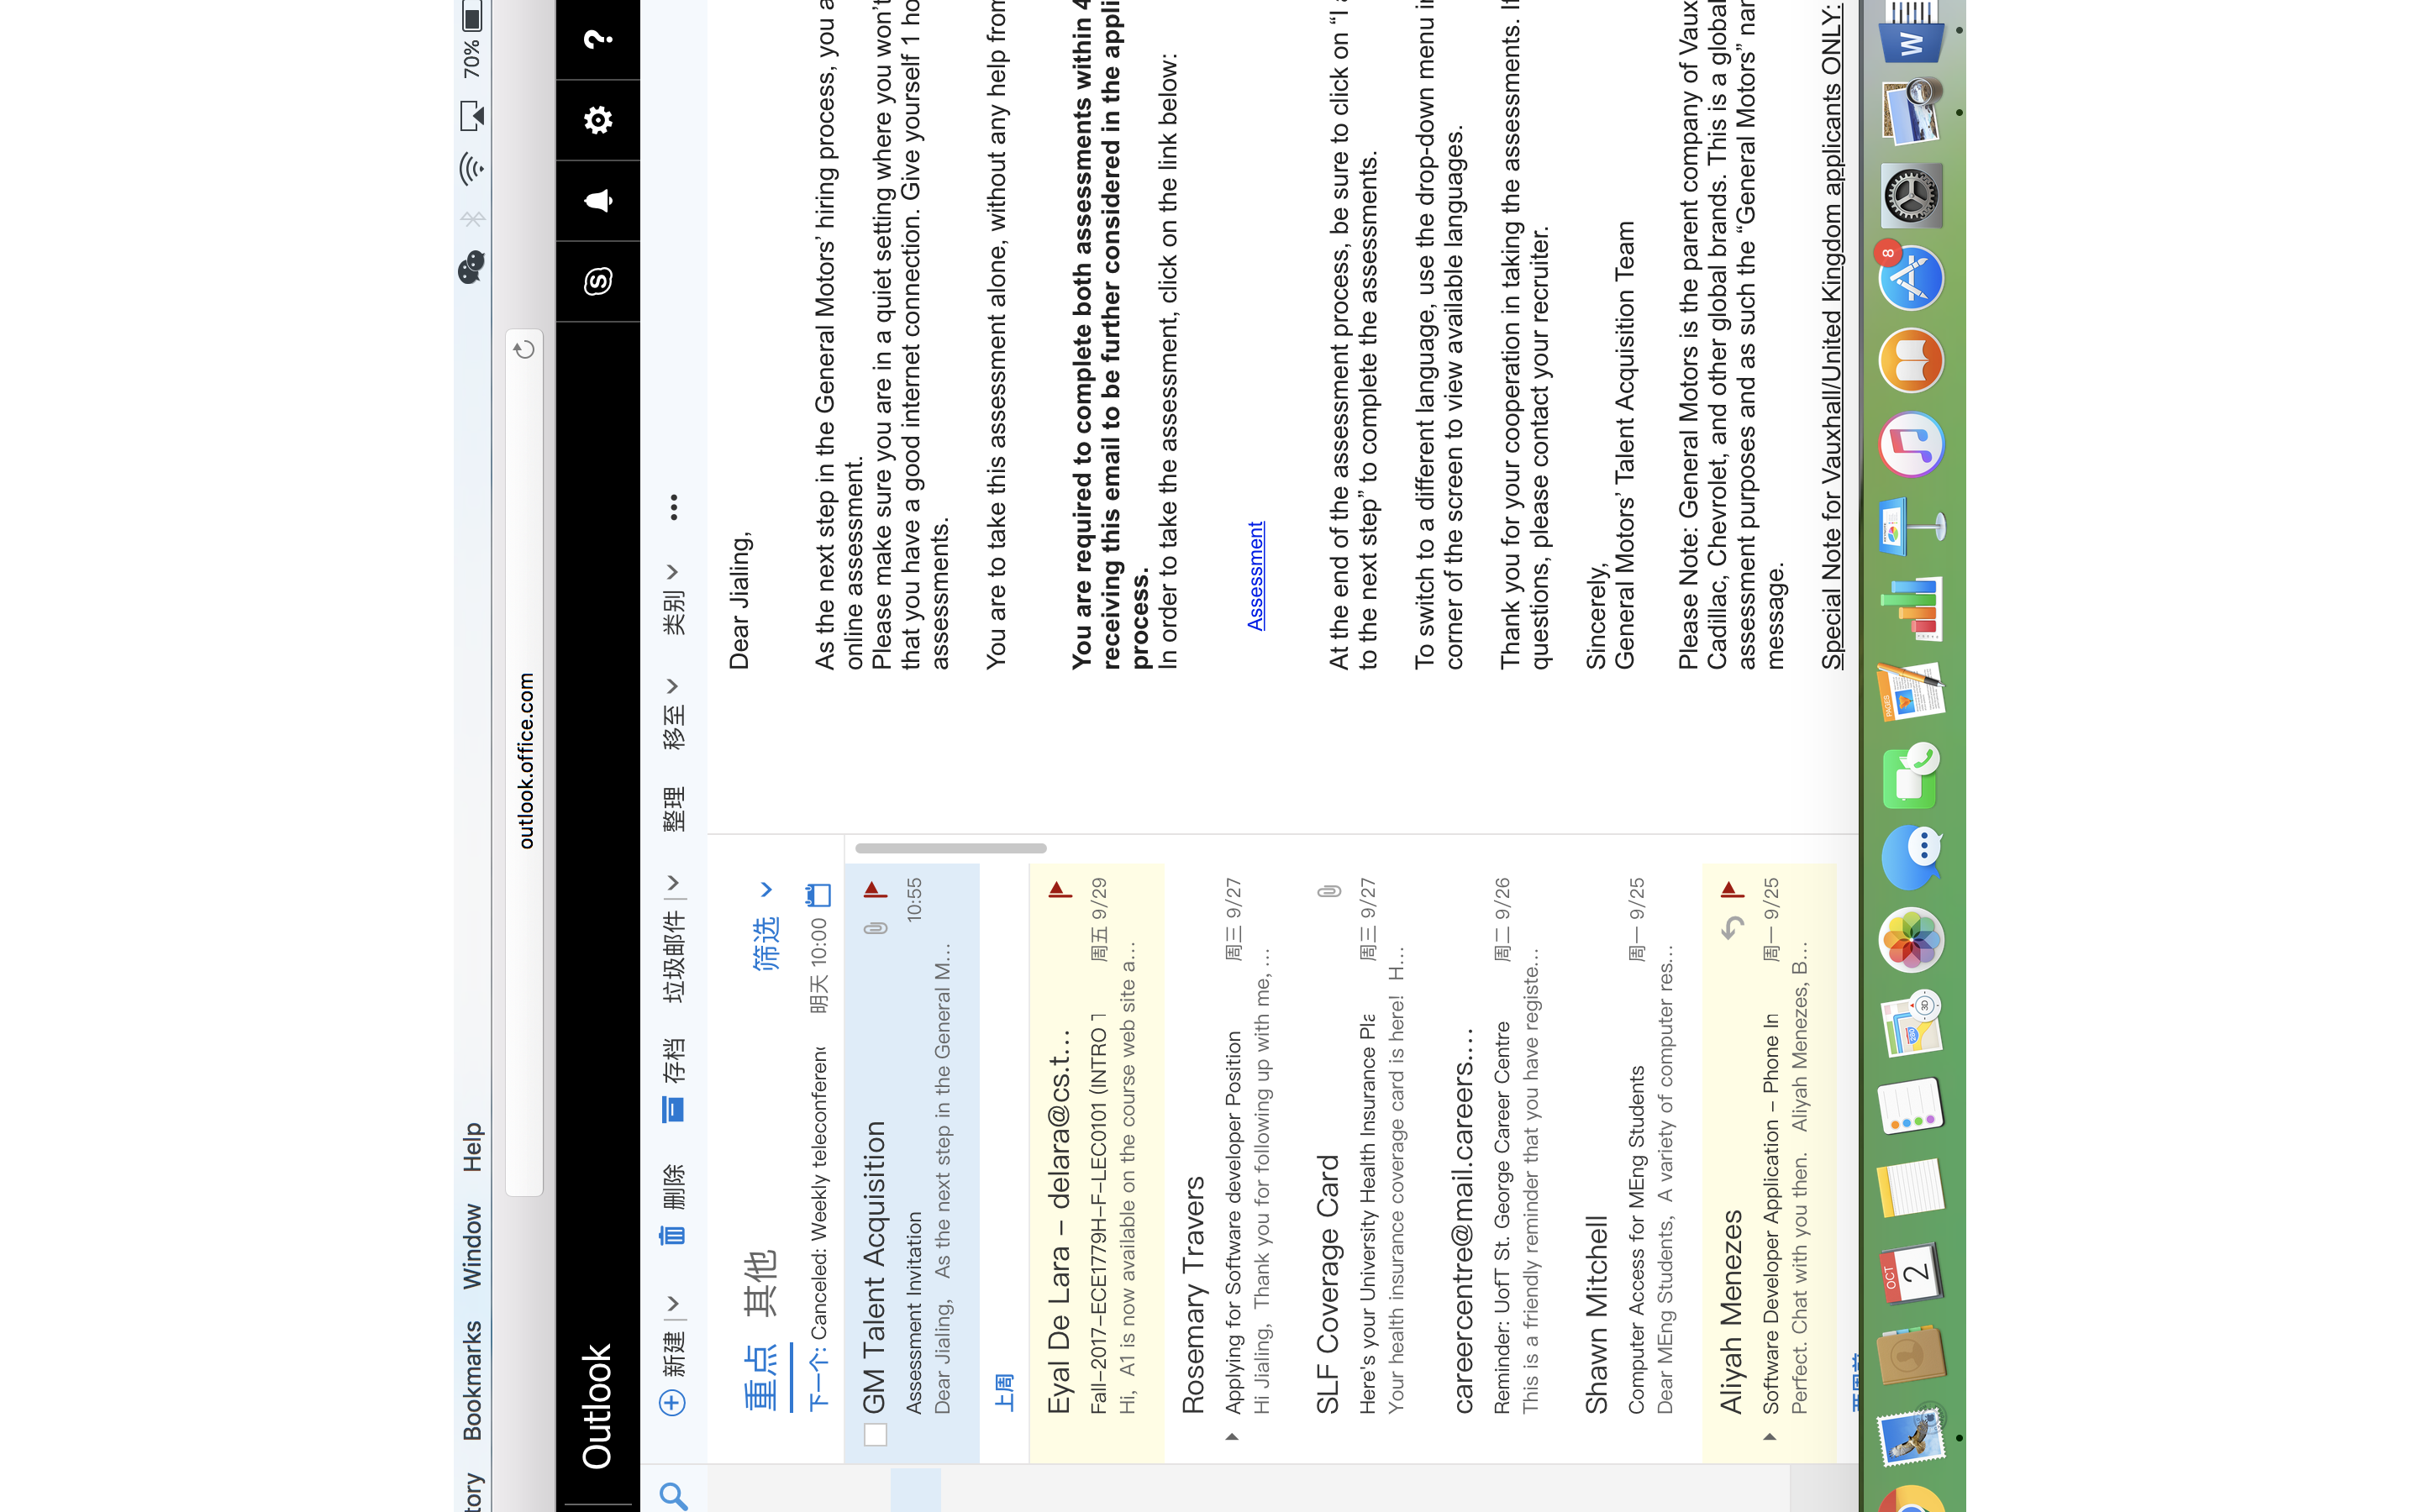 tory Bookmarks Window Help
70%
outlook.office.com
Outlook
?
新建 删除 存档 垃圾邮件 整理 移至 类别 ...
重点 其他 筛选
下一个: Canceled: Weekly teleconferen 明天 10:00
GM Talent Acquisition
Assessment Invitation 10:55
Dear Jialing, As the next step in the General M...
上周
Eyal De Lara - delara@cs.t...
Fall-2017-ECE1779H-F-LEC0101 (INTRO T 周五 9/29
Hi, A1 is now available on the course web site a...
Rosemary Travers
Applying for Software developer Position 周三 9/27
Hi Jialing, Thank you for following up with me, ...
SLF Coverage Card
Here's your University Health Insurance Pla 周三 9/27
Your health insurance coverage card is here! H...
careercentre@mail.careers....
Reminder: UofT St. George Career Centre 周二 9/26
This is a friendly reminder that you have registe...
Shawn Mitchell
Computer Access for MEng Students 周一 9/25
Dear MEng Students, A variety of computer res...
Aliyah Menezes
Software Developer Application - Phone In 周一 9/25
Perfect. Chat with you then. Aliyah Menezes, B...
Dear Jialing,
As the next step in the General Motors’ hiring process, you a
online assessment.
Please make sure you are in a quiet setting where you won’t
that you have a good internet connection. Give yourself 1 ho
assessments.
You are to take this assessment alone, without any help from
You are required to complete both assessments within 4
receiving this email to be further considered in the appli
process.
In order to take the assessment, click on the link below:
Assessment
At the end of the assessment process, be sure to click on “I a
to the next step” to complete the assessments.
To switch to a different language, use the drop-down menu in
corner of the screen to view available languages.
Thank you for your cooperation in taking the assessments. If
questions, please contact your recruiter.
Sincerely,
General Motors’ Talent Acquisition Team
Please Note: General Motors is the parent company of Vaux
Cadillac, Chevrolet, and other global brands. This is a global
assessment purposes and as such the “General Motors” nar
message.
Special Note for Vauxhall/United Kingdom applicants ONLY:
OCT
2
3D
PAGES
8
W